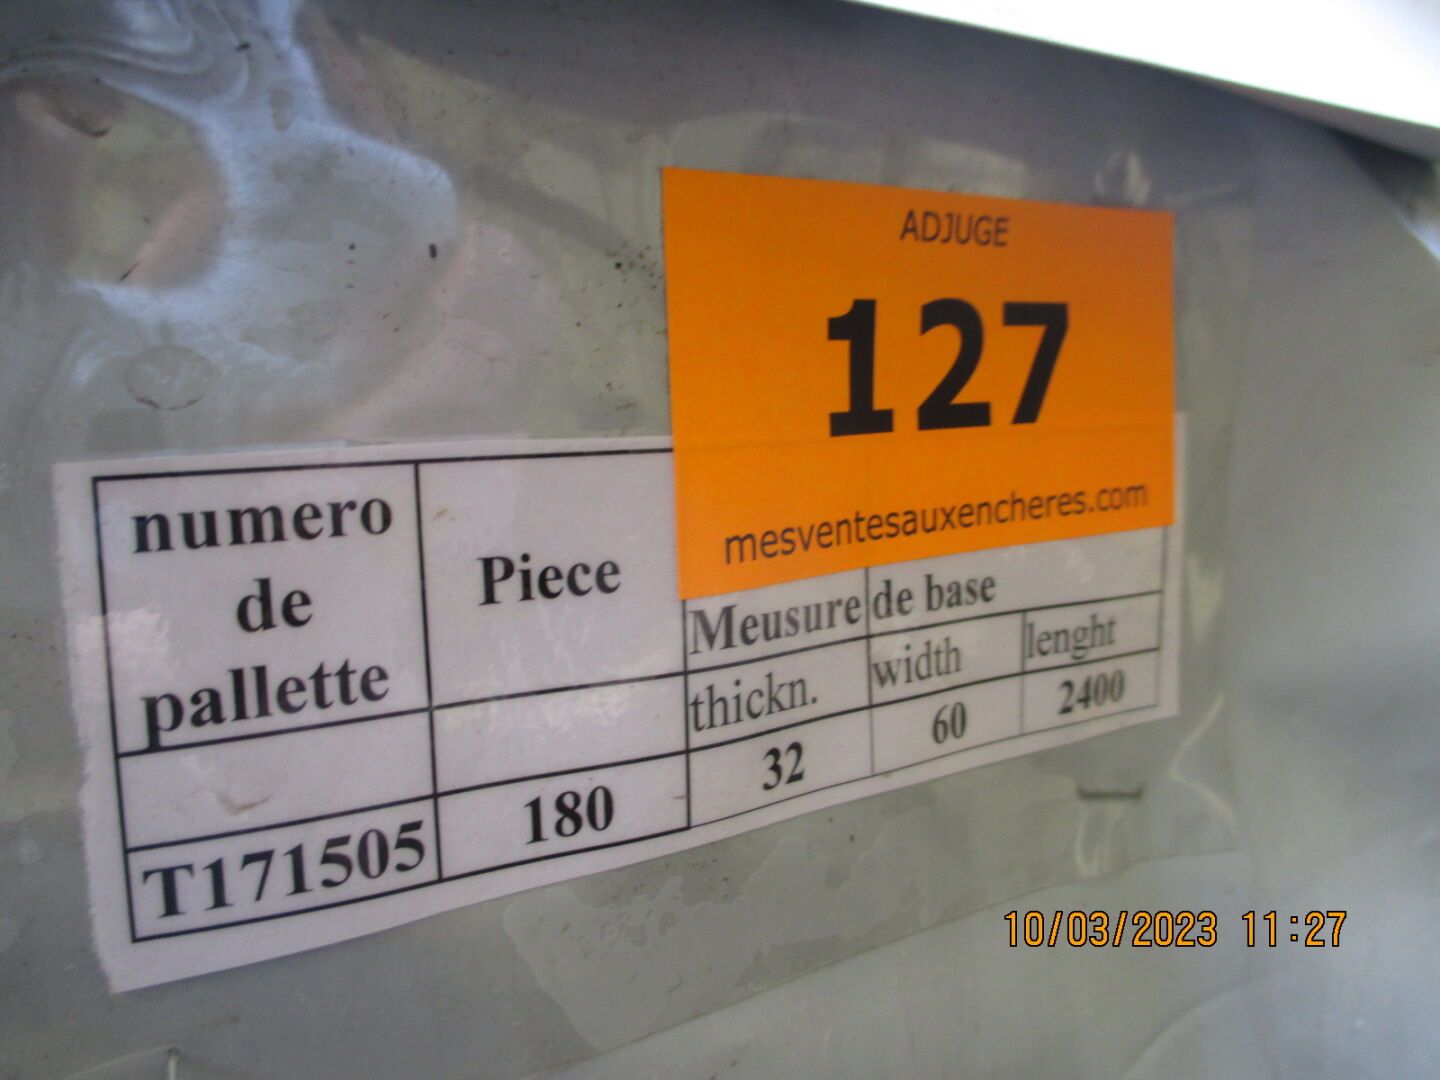 ADJUGE
127
mesventesauxencheres.com
numero
de
pallette
Piece
Meusure de base
thickn. width lenght
T171505 180 32 60 2400
10/03/2023 11:27